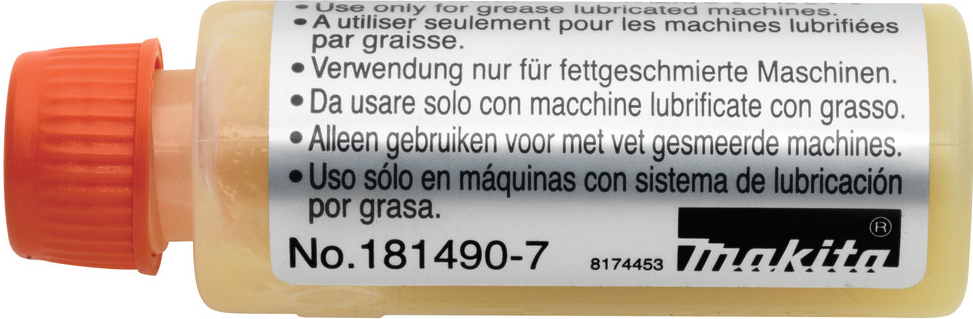 • Use only for grease lubricated machines.
• A utiliser seulement pour les machines lubrifiées
par graisse.
• Verwendung nur für fettgeschmierte Maschinen.
• Da usare solo con macchine lubrificate con grasso.
• Alleen gebruiken voor met vet gesmeerde machines.
• Uso sólo en máquinas con sistema de lubricación
por grasa.
No.181490-7 8174453 makita ®